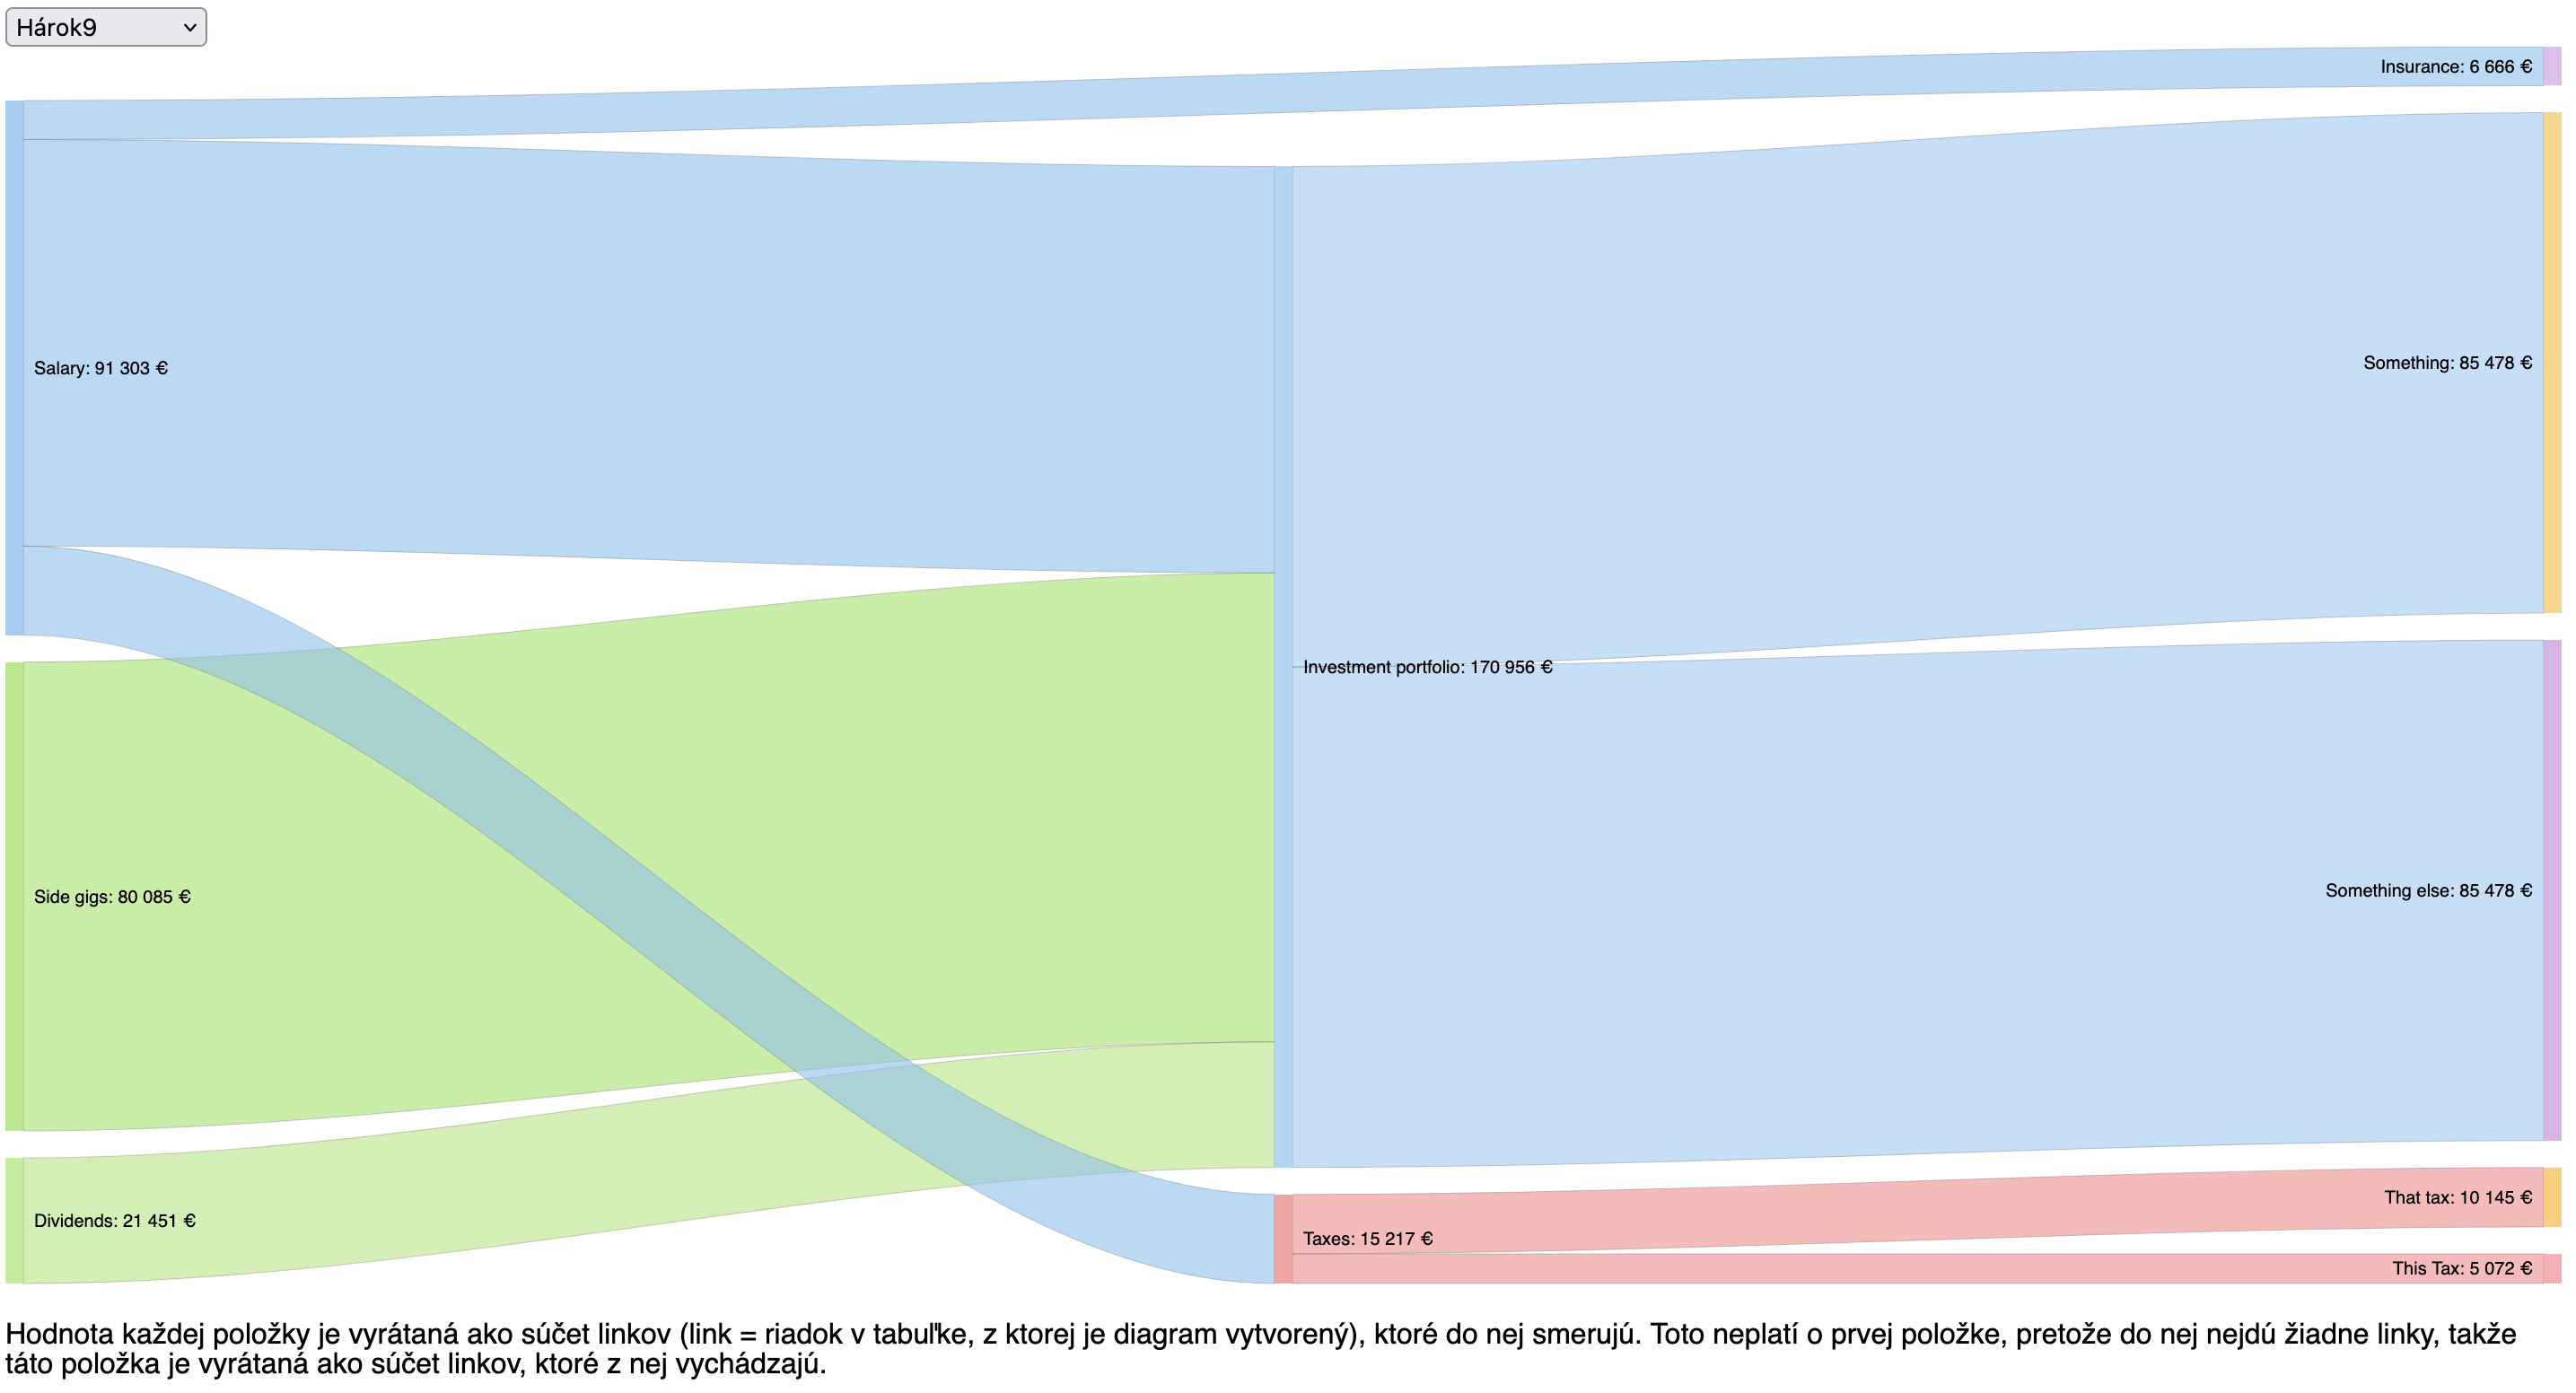 Hárok9
Insurance: 6 666 €
Something: 85 478 €
Salary: 91 303 €
Investment portfolio: 170 956 €
Something else: 85 478 €
Side gigs: 80 085 €
That tax: 10 145 €
Dividends: 21 451 €
Taxes: 15 217 €
This Tax: 5 072 €
Hodnota každej položky je vyrátaná ako súčet linkov (link = riadok v tabuľke, z ktorej je diagram vytvorený), ktoré do nej smerujú. Toto neplatí o prvej položke, pretože do nej nejdú žiadne linky, takže
táto položka je vyrátaná ako súčet linkov, ktoré z nej vychádzajú.